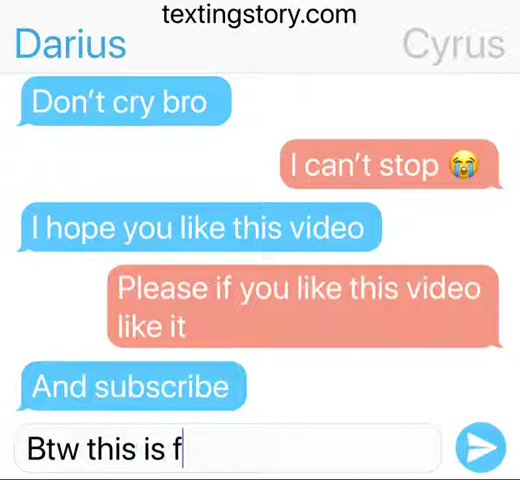 textingstory.com
Darius
Cyrus
Don't cry bro
I can't stop 😭
I hope you like this video
Please if you like this video
like it
And subscribe
Btw this is f